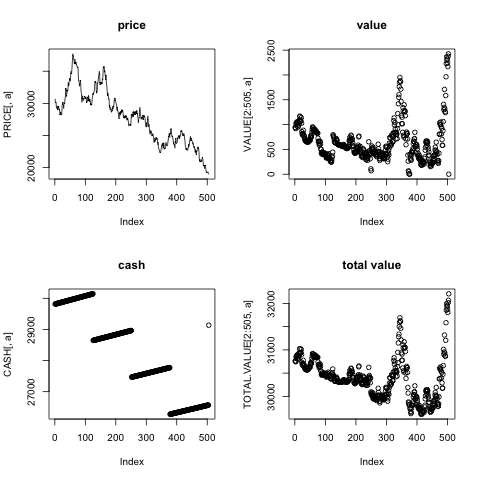 price
PRICE[, a]
20000 30000
0 100 200 300 400 500
Index
value
VALUE[2:505, a]
0 500 1500 2500
0 100 200 300 400 500
Index
cash
CASH[, a]
27000 29000
0 100 200 300 400 500
Index
total value
TOTAL.VALUE[2:505, a]
30000 31000 32000
0 100 200 300 400 500
Index